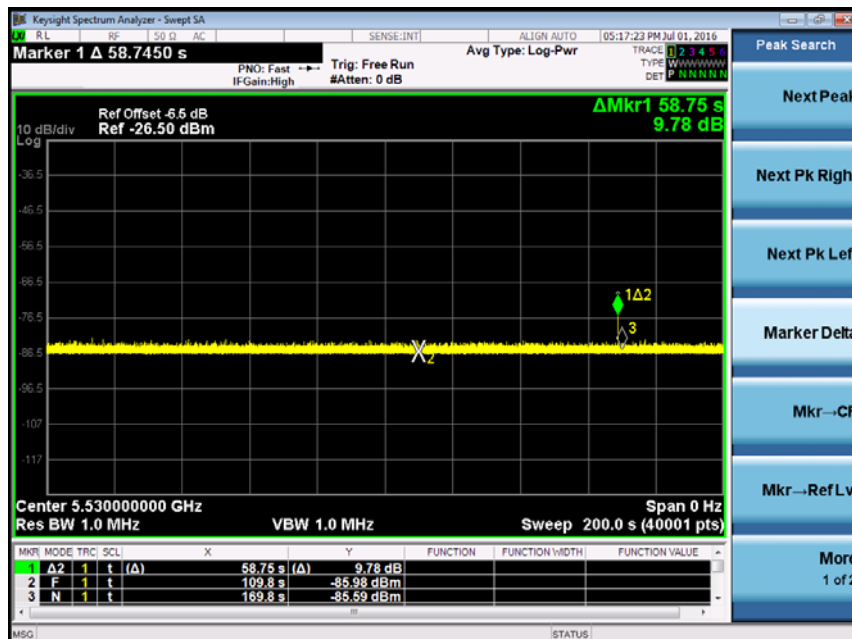 Keysight Spectrum Analyzer - Swept SA
RL RF 50 Ω AC SENSE:INT ALIGN AUTO 05:17:23 PM Jul 01, 2016
Marker 1 Δ 58.7450 s
PNO: Fast
IFGain:High
Trig: Free Run
#Atten: 0 dB
Avg Type: Log-Pwr
TRACE 1 2 3 4 5 6
TYPE WWWWWW
DET P N N N N N
Peak Search
Next Peak
Next Pk Righ
Next Pk Lef
Marker Delta
Mkr→CF
Mkr→Ref Lv
More
1 of 2
ΔMkr1 58.75 s
9.78 dB
Ref Offset -6.5 dB
10 dB/div Ref -26.50 dBm
Log
-36.5
-46.5
-56.5
-66.5
-76.5
-86.5
-96.5
-107
-117
1Δ2
3
2
Center 5.530000000 GHz Span 0 Hz
Res BW 1.0 MHz VBW 1.0 MHz Sweep 200.0 s (40001 pts)
MKR MODE TRC SCL X Y FUNCTION FUNCTION WIDTH FUNCTION VALUE
1 Δ2 1 t (Δ) 58.75 s (Δ) 9.78 dB
2 F 1 t 109.8 s -85.98 dBm
3 N 1 t 169.8 s -85.59 dBm
MSG STATUS